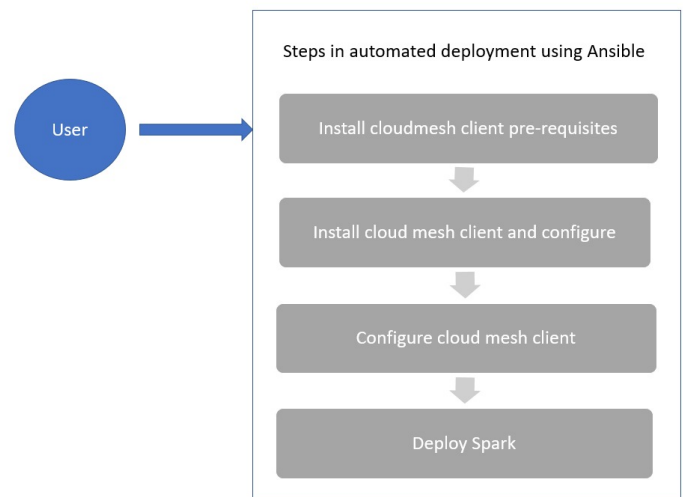 Steps in automated deployment using Ansible
User
Install cloudmesh client pre-requisites
Install cloud mesh client and configure
Configure cloud mesh client
Deploy Spark